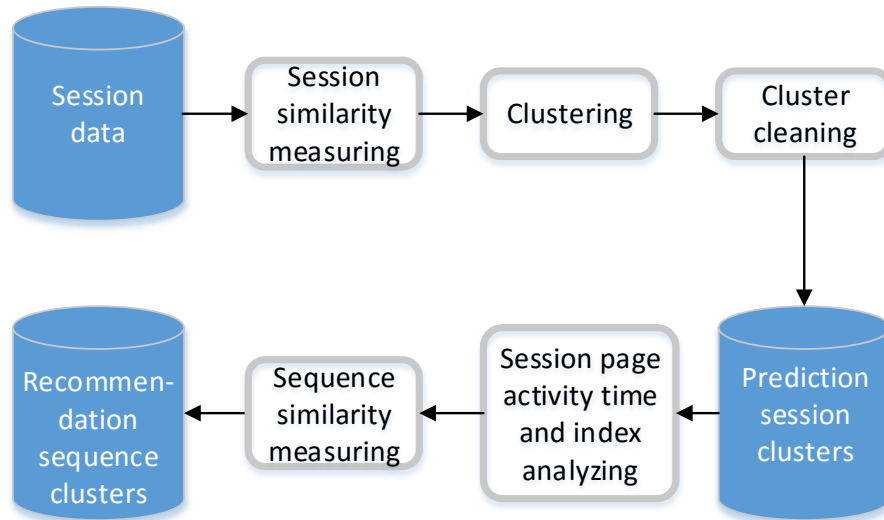 Session
data
Session
similarity
measuring
Clustering
Cluster
cleaning
Recommen-
dation
sequence
clusters
Sequence
similarity
measuring
Session page
activity time
and index
analyzing
Prediction
session
clusters